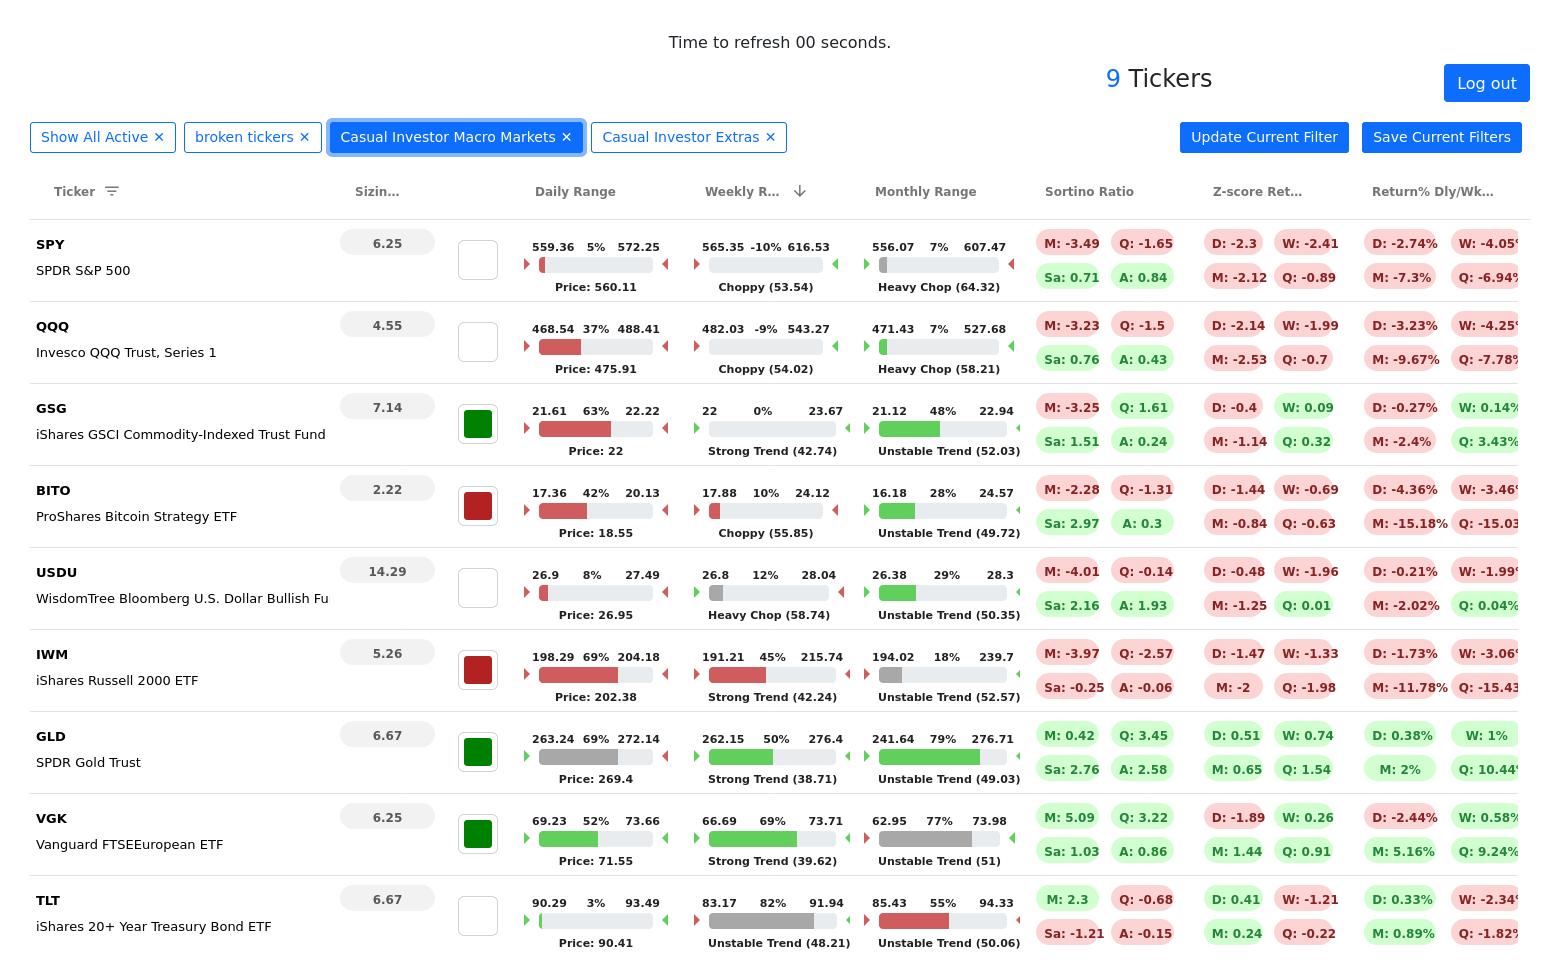 Time to refresh 00 seconds.
9 Tickers
Log out
Show All Active ✕ broken tickers ✕ Casual Investor Macro Markets ✕ Casual Investor Extras ✕ Update Current Filter Save Current Filters
Ticker Sizin... Daily Range Weekly R... Monthly Range Sortino Ratio Z-score Ret... Return% Dly/Wk...
SPY 6.25 559.36 5% 572.25 565.35 -10% 616.53 556.07 7% 607.47 M: -3.49 Q: -1.65 D: -2.3 W: -2.41 D: -2.74% W: -4.05%
SPDR S&P 500 Sa: 0.71 A: 0.84 M: -2.12 Q: -0.89 M: -7.3% Q: -6.94%
Price: 560.11 Choppy (53.54) Heavy Chop (64.32)
QQQ 4.55 468.54 37% 488.41 482.03 -9% 543.27 471.43 7% 527.68 M: -3.23 Q: -1.5 D: -2.14 W: -1.99 D: -3.23% W: -4.25%
Invesco QQQ Trust, Series 1 Sa: 0.76 A: 0.43 M: -2.53 Q: -0.7 M: -9.67% Q: -7.78%
Price: 475.91 Choppy (54.02) Heavy Chop (58.21)
GSG 7.14 21.61 63% 22.22 22 0% 23.67 21.12 48% 22.94 M: -3.25 Q: 1.61 D: -0.4 W: 0.09 D: -0.27% W: 0.14%
iShares GSCI Commodity-Indexed Trust Fund Sa: 1.51 A: 0.24 M: -1.14 Q: 0.32 M: -2.4% Q: 3.43%
Price: 22 Strong Trend (42.74) Unstable Trend (52.03)
BITO 2.22 17.36 42% 20.13 17.88 10% 24.12 16.18 28% 24.57 M: -2.28 Q: -1.31 D: -1.44 W: -0.69 D: -4.36% W: -3.46%
ProShares Bitcoin Strategy ETF Sa: 2.97 A: 0.3 M: -0.84 Q: -0.63 M: -15.18% Q: -15.03
Price: 18.55 Choppy (55.85) Unstable Trend (49.72)
USDU 14.29 26.9 8% 27.49 26.8 12% 28.04 26.38 29% 28.3 M: -4.01 Q: -0.14 D: -0.48 W: -1.96 D: -0.21% W: -1.99%
WisdomTree Bloomberg U.S. Dollar Bullish Fu Sa: 2.16 A: 1.93 M: -1.25 Q: 0.01 M: -2.02% Q: 0.04%
Price: 26.95 Heavy Chop (58.74) Unstable Trend (50.35)
IWM 5.26 198.29 69% 204.18 191.21 45% 215.74 194.02 18% 239.7 M: -3.97 Q: -2.57 D: -1.47 W: -1.33 D: -1.73% W: -3.06%
iShares Russell 2000 ETF Sa: -0.25 A: -0.06 M: -2 Q: -1.98 M: -11.78% Q: -15.43
Price: 202.38 Strong Trend (42.24) Unstable Trend (52.57)
GLD 6.67 263.24 69% 272.14 262.15 50% 276.4 241.64 79% 276.71 M: 0.42 Q: 3.45 D: 0.51 W: 0.74 D: 0.38% W: 1%
SPDR Gold Trust Sa: 2.76 A: 2.58 M: 0.65 Q: 1.54 M: 2% Q: 10.44%
Price: 269.4 Strong Trend (38.71) Unstable Trend (49.03)
VGK 6.25 69.23 52% 73.66 66.69 69% 73.71 62.95 77% 73.98 M: 5.09 Q: 3.22 D: -1.89 W: 0.26 D: -2.44% W: 0.58%
Vanguard FTSEEuropean ETF Sa: 1.03 A: 0.86 M: 1.44 Q: 0.91 M: 5.16% Q: 9.24%
Price: 71.55 Strong Trend (39.62) Unstable Trend (51)
TLT 6.67 90.29 3% 93.49 83.17 82% 91.94 85.43 55% 94.33 M: 2.3 Q: -0.68 D: 0.41 W: -1.21 D: 0.33% W: -2.34%
iShares 20+ Year Treasury Bond ETF Sa: -1.21 A: -0.15 M: 0.24 Q: -0.22 M: 0.89% Q: -1.82%
Price: 90.41 Unstable Trend (48.21) Unstable Trend (50.06)